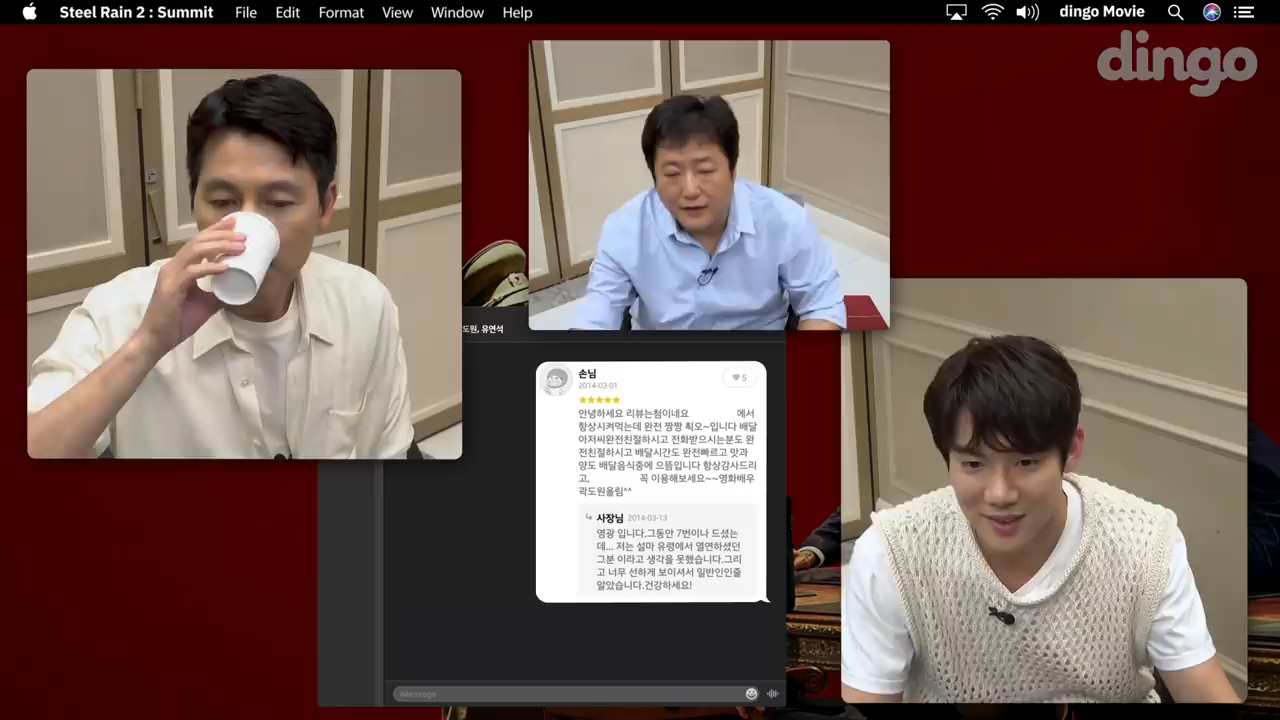 Steel Rain 2 : Summit File Edit Format View Window Help dingo Movie
dingo
도원, 유연석
손님
2014-03-01
5
★★★★★
안녕하세요 리뷰는첨이네요 에서
항상시켜먹는데 완전 짱짱 쵝오~입니다 배달
아저씨완전친절하시고 전화받으시는분도 완
전친절하시고 배달시간도 완전빠르고 맛과
양도 배달음식중에 으뜸입니다 항상감사드리
고, 꼭 이용해보세요~~영화배우
곽도원올림^^
사장님 2014-03-13
영광 입니다.그동안 7번이나 드셨는
데... 저는 설마 유령에서 열연하셨던
그분 이라고 생각을 못했습니다.그리
고 너무 선하게 보이셔서 일반인인줄
알았습니다.건강하세요!
iMessage